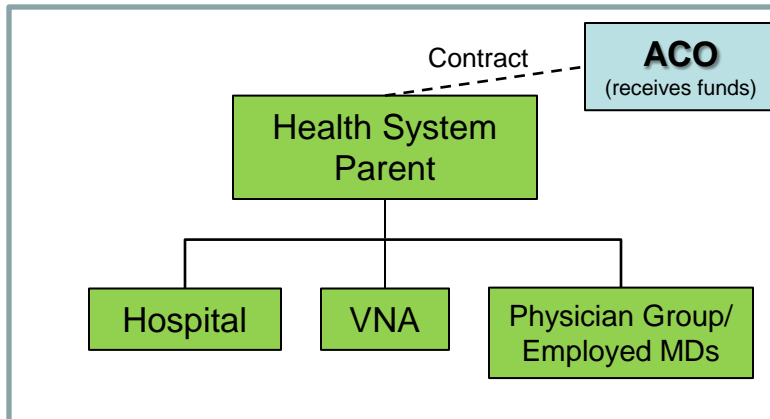 ACO
(receives funds)
Contract
Health System
Parent
Hospital
VNA
Physician Group/
Employed MDs